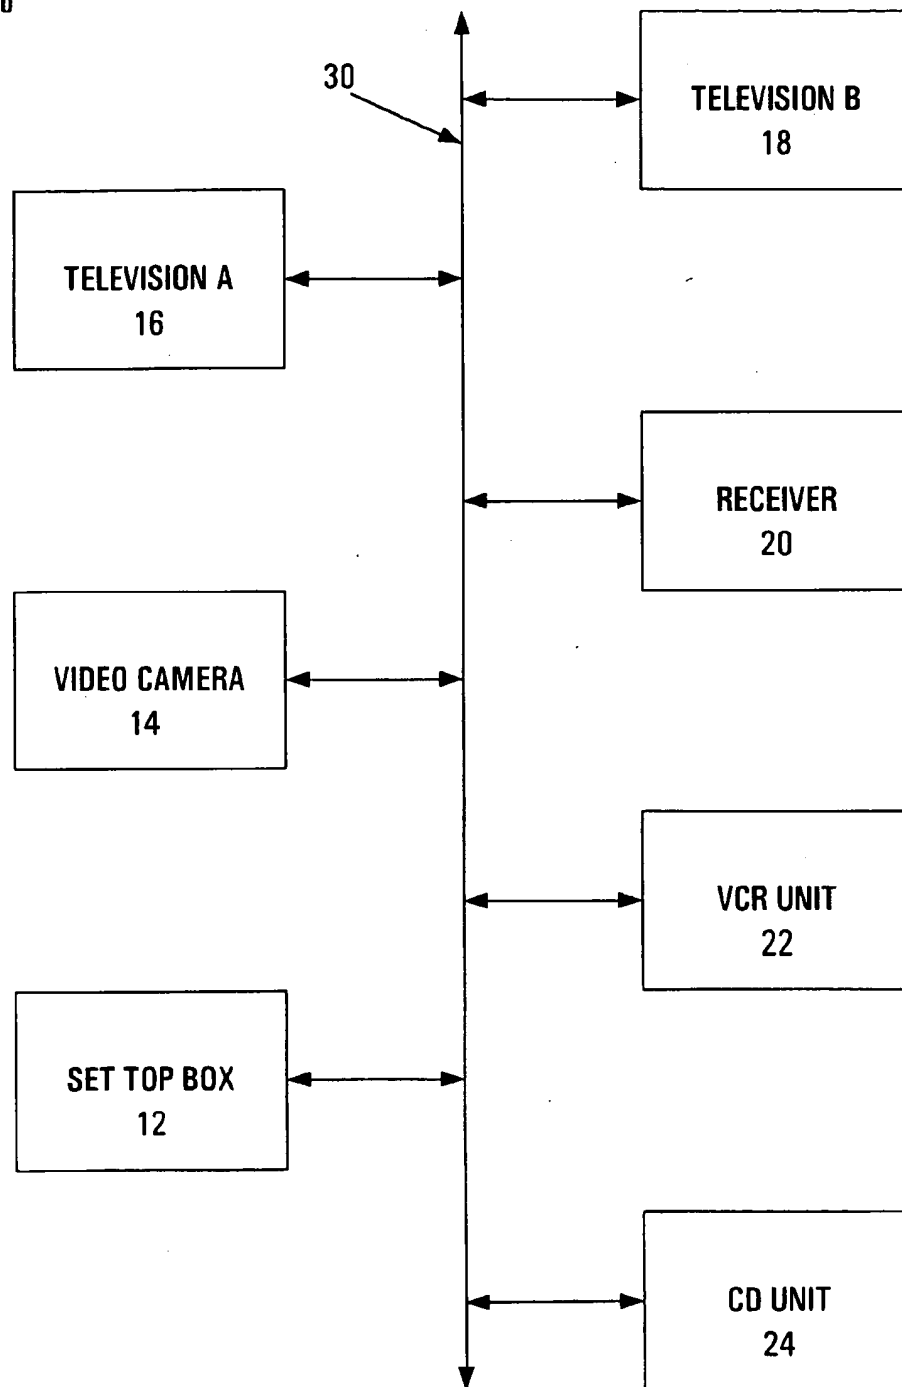 30
TELEVISION B
18
TELEVISION A
16
RECEIVER
20
VIDEO CAMERA
14
VCR UNIT
22
SET TOP BOX
12
CD UNIT
24